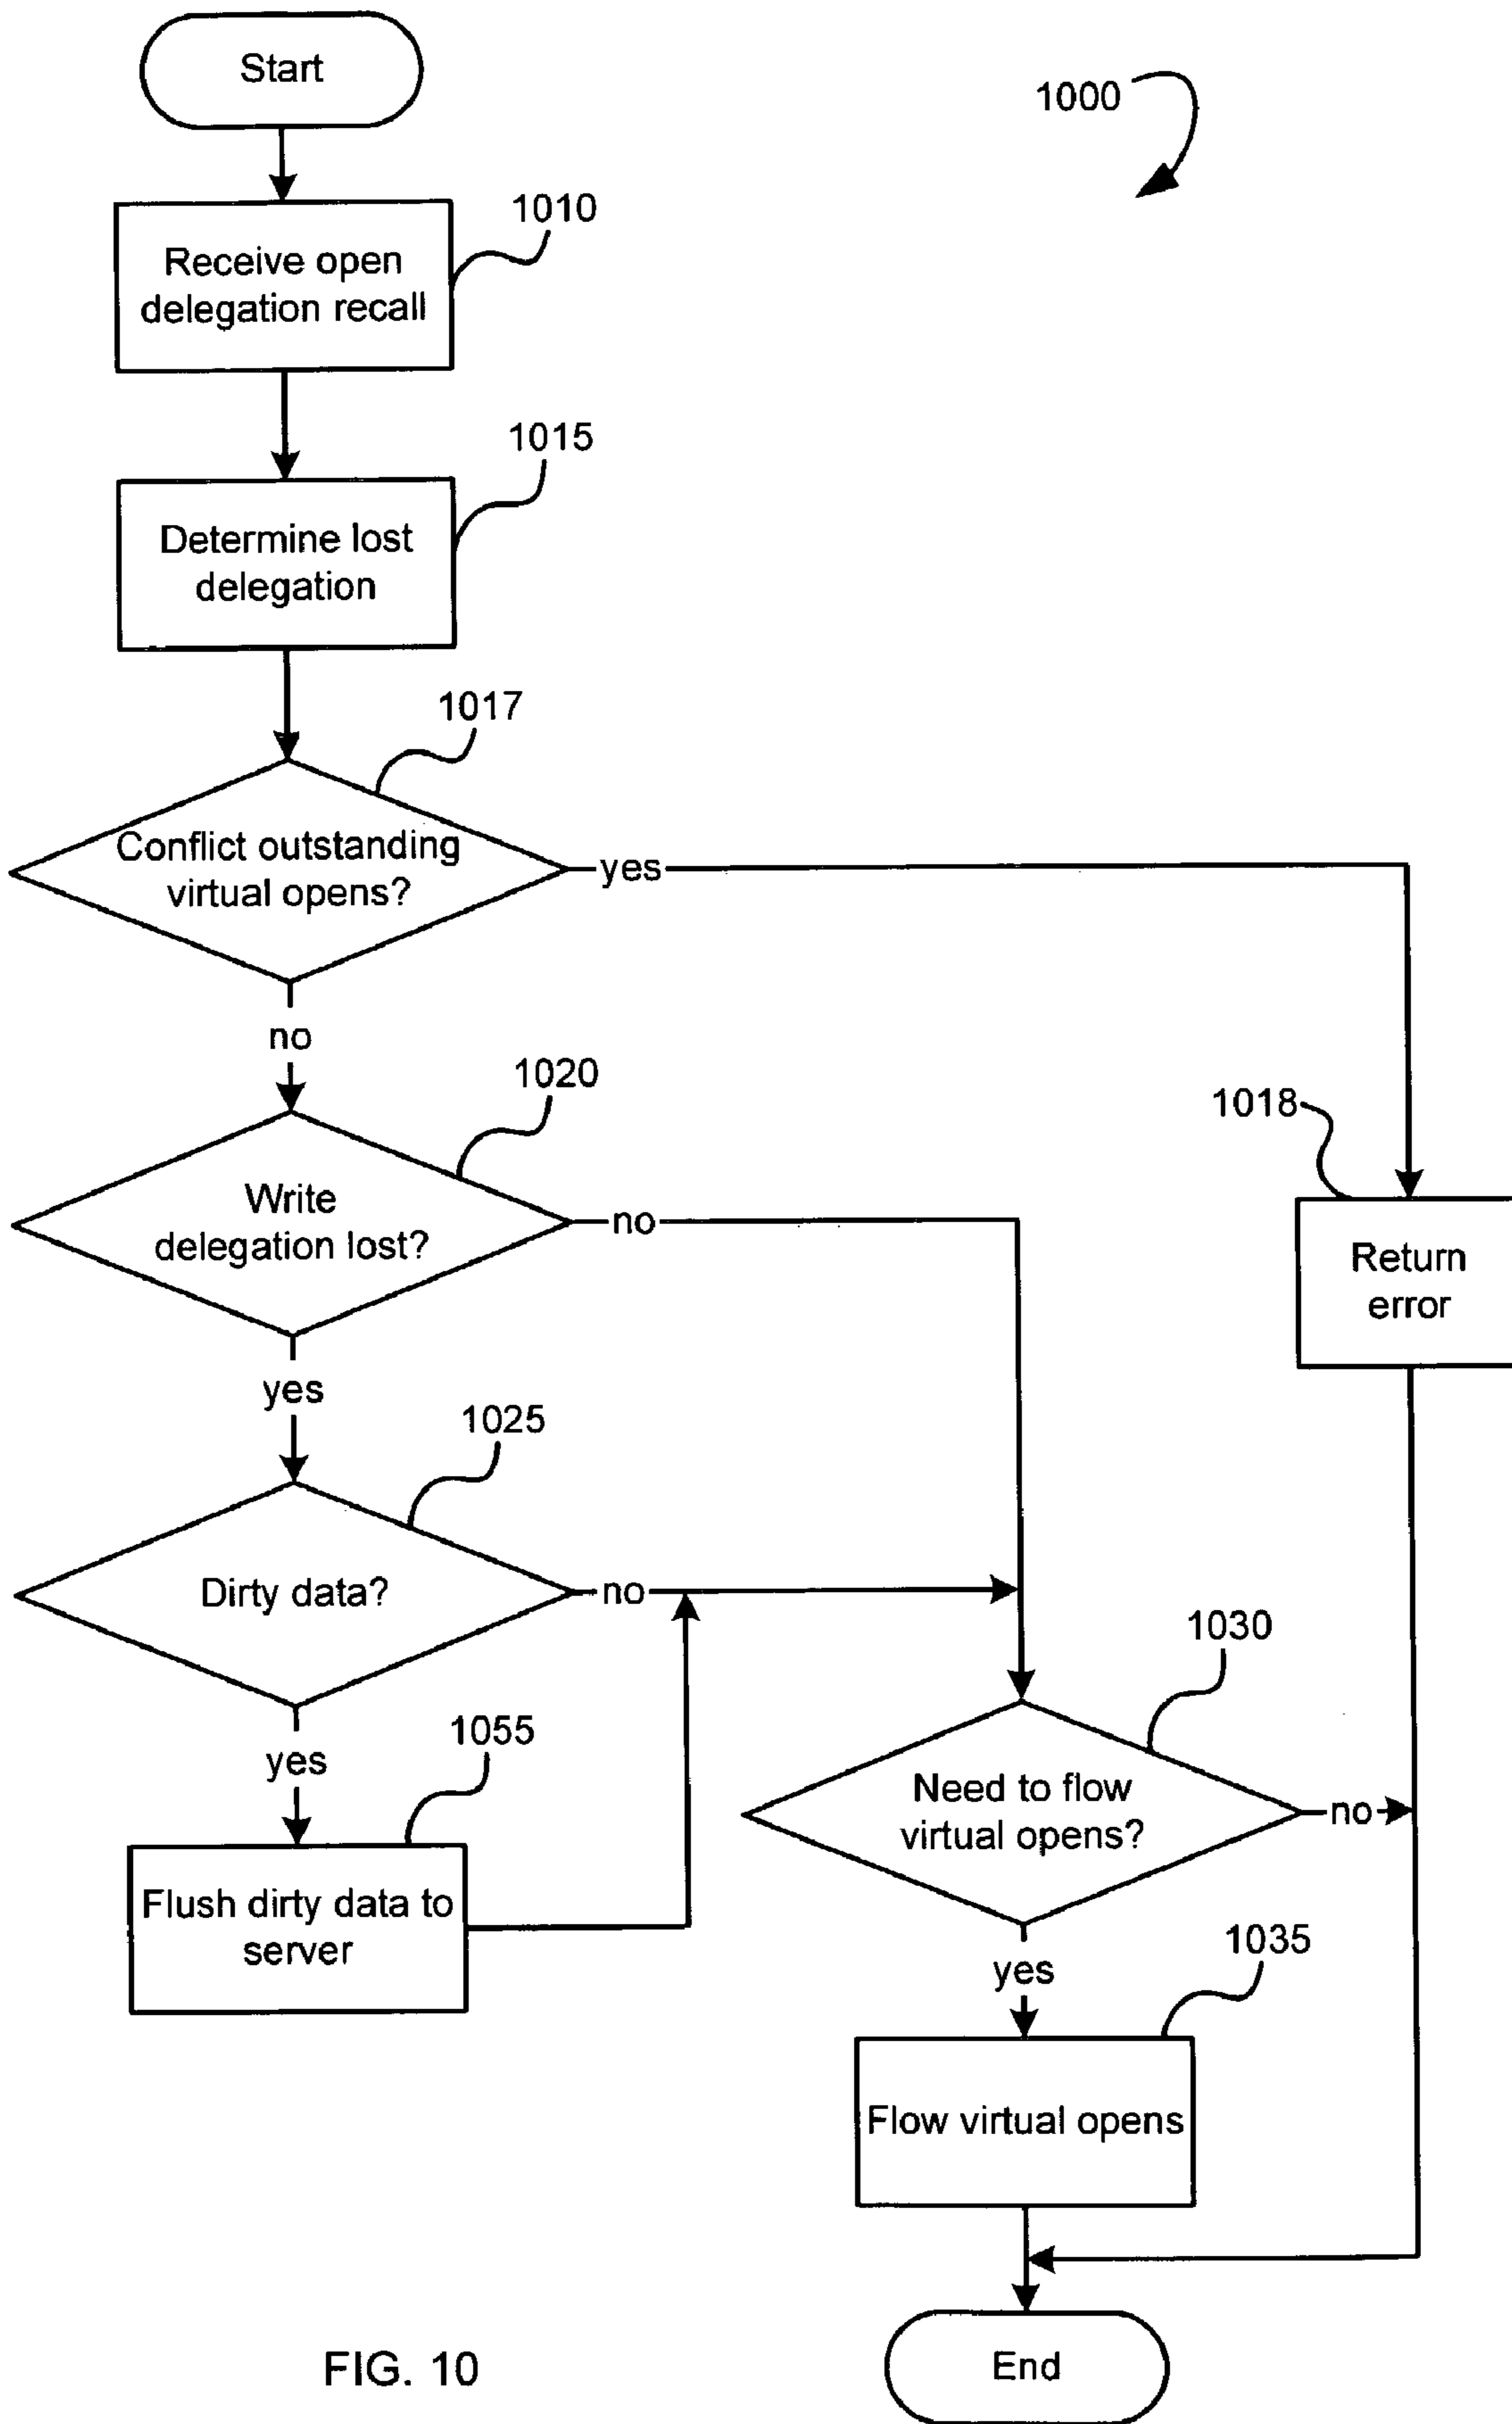 Start
1000
1010
Receive open
delegation recall
1015
Determine lost
delegation
1017
Conflict outstanding
virtual opens?
yes
no
1020
Write
delegation lost?
no
1018
Return
error
yes
1025
Dirty data?
no
1030
Need to flow
virtual opens?
no
yes
1055
Flush dirty data to
server
yes
1035
Flow virtual opens
End
FIG. 10